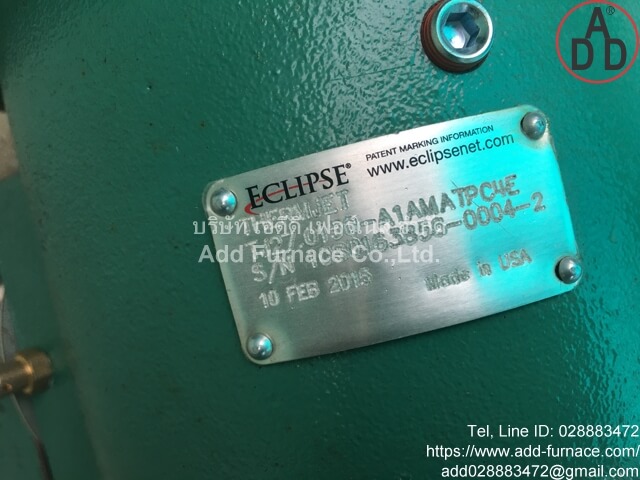 ADD
PATENT MARKING INFORMATION
ECLIPSE® www.eclipsenet.com
บริษัท เอดีดี เฟอร์เนส จำกัด
Add Furnace Co.,Ltd.
S/N
10 FEB Made in USA
Tel, Line ID: 028883472
https://www.add-furnace.com/
add028883472@gmail.com